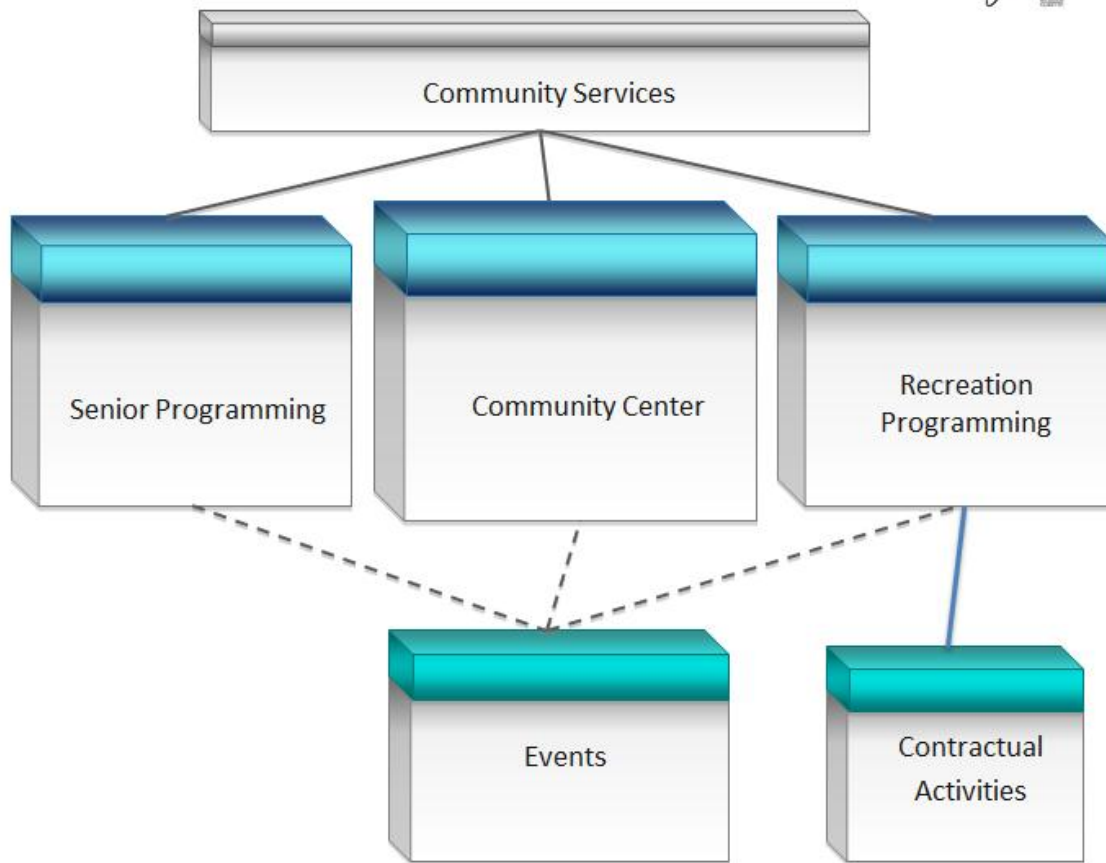 Community Services
Senior Programming
Community Center
Recreation
Programming
Events
Contractual
Activities